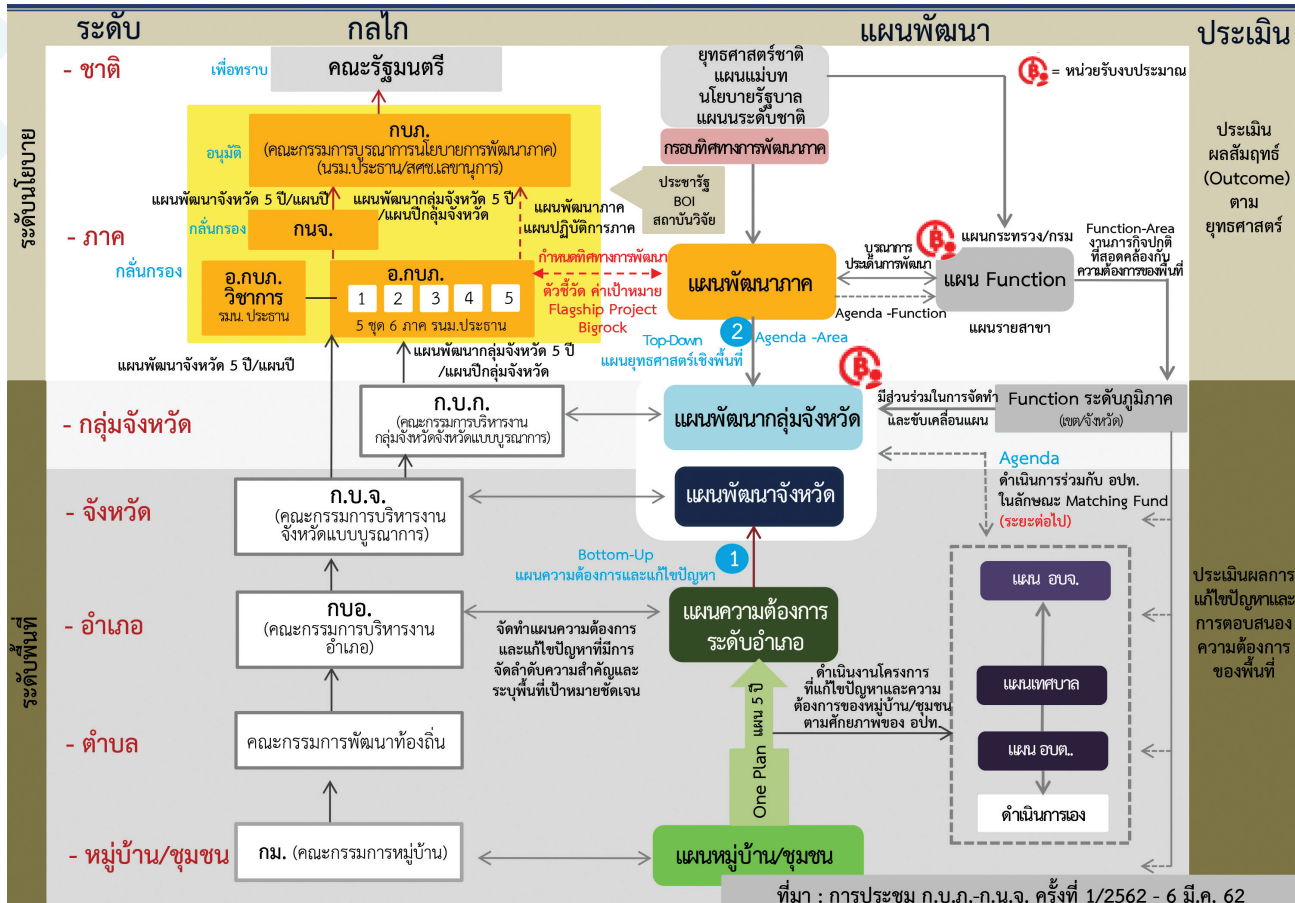 ระดับ
กลไก
แผนพัฒนา
ประเมิน
ระดับนโยบาย
ระดับพื้นที่
- ชาติ
เพื่อทราบ
คณะรัฐมนตรี
ยุทธศาสตร์ชาติ
แผนแม่บท
นโยบายรัฐบาล
แผนระดับชาติ
กรอบทิศทางการพัฒนาภาค
= หน่วยรับงบประมาณ
อนุมัติ
กบภ.
(คณะกรรมการบูรณาการนโยบายการพัฒนาภาค)
(นรม.ประธาน/สศช.เลขานุการ)
ประชารัฐ
BOI
สถาบันวิจัย
ประเมิน
ผลสัมฤทธ์
(Outcome)
ตาม
ยุทธศาสตร์
แผนพัฒนาจังหวัด 5 ปี/แผนปี
แผนพัฒนากลุ่มจังหวัด 5 ปี
/แผนปีกลุ่มจังหวัด
แผนพัฒนาภาค
แผนปฏิบัติการภาค
- ภาค
กลั่นกรอง
กนจ.
กลั่นกรอง
อ.กบภ.
วิชาการ
รมน. ประธาน
อ.กบภ.
1 2 3 4 5
5 ชุด 6 ภาค รนม.ประธาน
กำหนดทิศทางการพัฒนา
ตัวชี้วัด ค่าเป้าหมาย
Flagship Project
Bigrock
แผนพัฒนาภาค
บูรณาการ
ประเด็นการพัฒนา
Agenda -Function
แผนกระทรวง/กรม
แผน Function
แผนรายสาขา
Function-Area
งานภารกิจปกติ
ที่สอดคล้องกับ
ความต้องการของพื้นที่
แผนพัฒนาจังหวัด 5 ปี/แผนปี
แผนพัฒนากลุ่มจังหวัด 5 ปี
/แผนปีกลุ่มจังหวัด
Top-Down
แผนยุทธศาสตร์เชิงพื้นที่
2
Agenda -Area
- กลุ่มจังหวัด
ก.บ.ก.
(คณะกรรมการบริหารงาน
กลุ่มจังหวัดจังหวัดแบบบูรณาการ)
แผนพัฒนากลุ่มจังหวัด
มีส่วนร่วมในการจัดทำ
และขับเคลื่อนแผน
Function ระดับภูมิภาค
(เขต/จังหวัด)
- จังหวัด
ก.บ.จ.
(คณะกรรมการบริหารงาน
จังหวัดแบบบูรณาการ)
แผนพัฒนาจังหวัด
Agenda
ดำเนินการร่วมกับ อปท.
ในลักษณะ Matching Fund
(ระยะต่อไป)
Bottom-Up
แผนความต้องการและแก้ไขปัญหา
1
- อำเภอ
กบอ.
(คณะกรรมการบริหารงาน
อำเภอ)
จัดทำแผนความต้องการ
และแก้ไขปัญหาที่มีการ
จัดลำดับความสำคัญและ
ระบุพื้นที่เป้าหมายชัดเจน
แผนความต้องการ
ระดับอำเภอ
แผน อบจ.
ประเมินผลการ
แก้ไขปัญหาและ
การตอบสนอง
ความต้องการ
ของพื้นที่
One Plan แผน 5 ปี
ดำเนินงานโครงการ
ที่แก้ไขปัญหาและความ
ต้องการของหมู่บ้าน/ชุมชน
ตามศักยภาพของ อปท.
แผนเทศบาล
- ตำบล
คณะกรรมการพัฒนาท้องถิ่น
แผน อบต..
ดำเนินการเอง
- หมู่บ้าน/ชุมชน
กม. (คณะกรรมการหมู่บ้าน)
แผนหมู่บ้าน/ชุมชน
ที่มา : การประชุม ก.บ.ภ.-ก.น.จ. ครั้งที่ 1/2562 - 6 มี.ค. 62